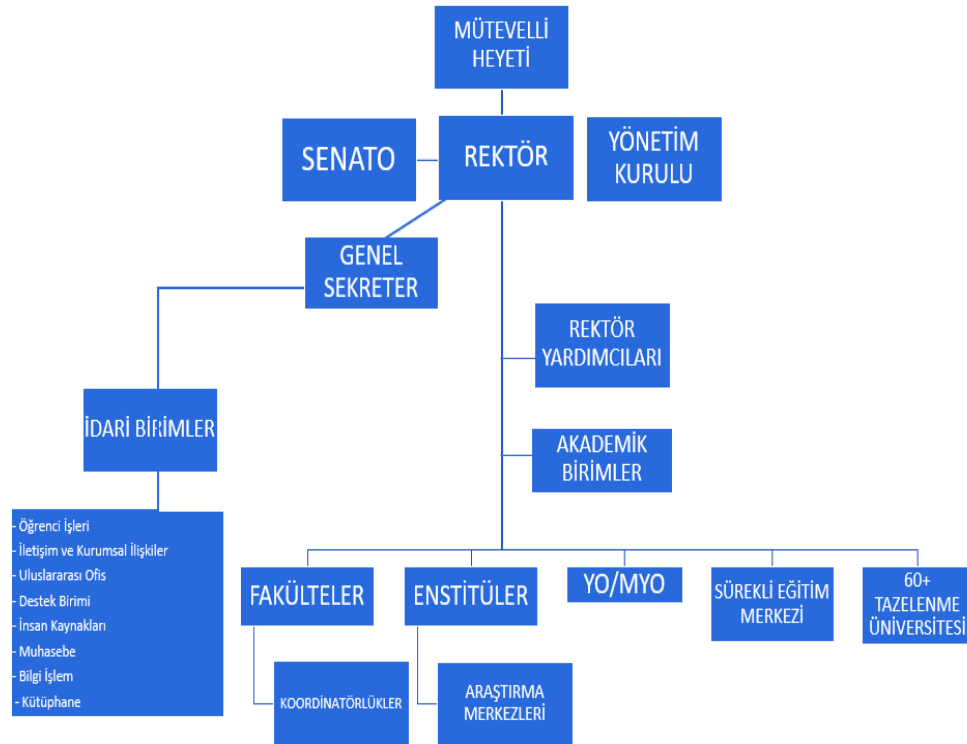 MÜTEVELLİ
HEYETİ
SENATO
REKTÖR
YÖNETİM
KURULU
GENEL
SEKRETER
REKTÖR
YARDIMCILARI
İDARİ BİRİMLER
AKADEMİK
BİRİMLER
- Öğrenci İşleri
- İletişim ve Kurumsal İlişkiler
- Uluslararası Ofis
- Destek Birimi
- İnsan Kaynakları
- Muhasebe
- Bilgi İşlem
- Kütüphane
FAKÜLTELER
ENSTİTÜLER
YO/MYO
SÜREKLİ EĞİTİM
MERKEZİ
60+
TAZELENME
ÜNİVERSİTESİ
KOORDİNATÖRLÜKLER
ARAŞTIRMA
MERKEZLERİ